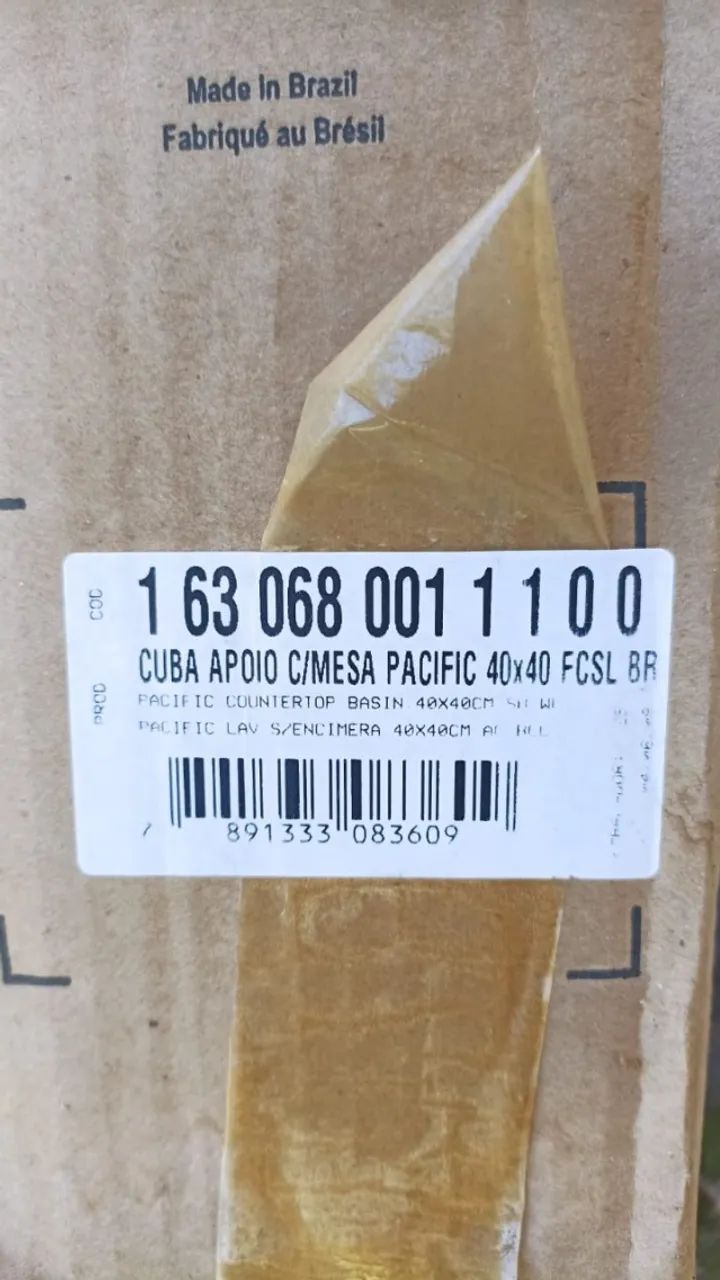 Made In Brazil
Fabriqué au Brésil
COD
1 63 068 001 1 1 0 0
PROD
CUBA APOIO C/MESA PACIFIC 40x40 FCSL BR
PACIFIC COUNTERTOP BASIN 40X40CM
PACIFIC LAV S/ENCIMERA 40X40CM
7 891333 083609